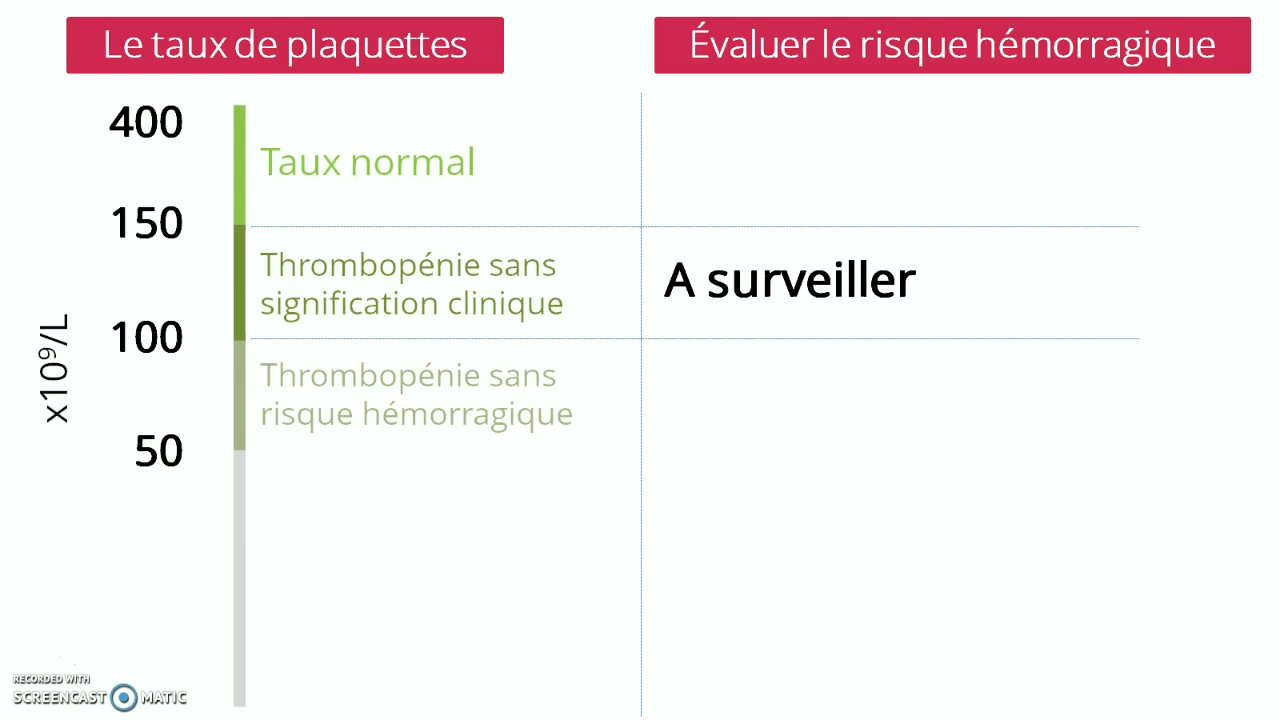 Le taux de plaquettes
Évaluer le risque hémorragique
400
Taux normal
150
Thrombopénie sans
signification clinique
A surveiller
100
x10⁹/L
Thrombopénie sans
risque hémorragique
50
RECORDED WITH
SCREENCAST MATIC